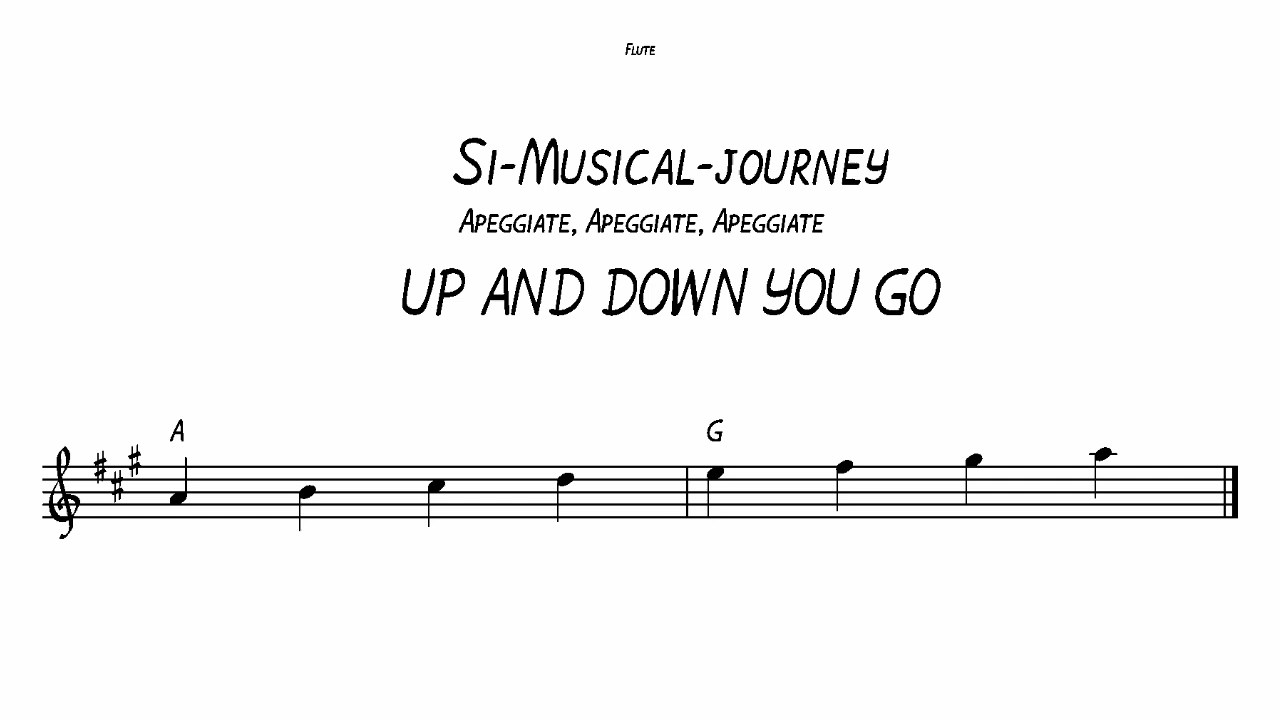 Flute
Si-Musical-journey
Apeggiate, Apeggiate, Apeggiate
UP AND DOWN YOU GO
A G